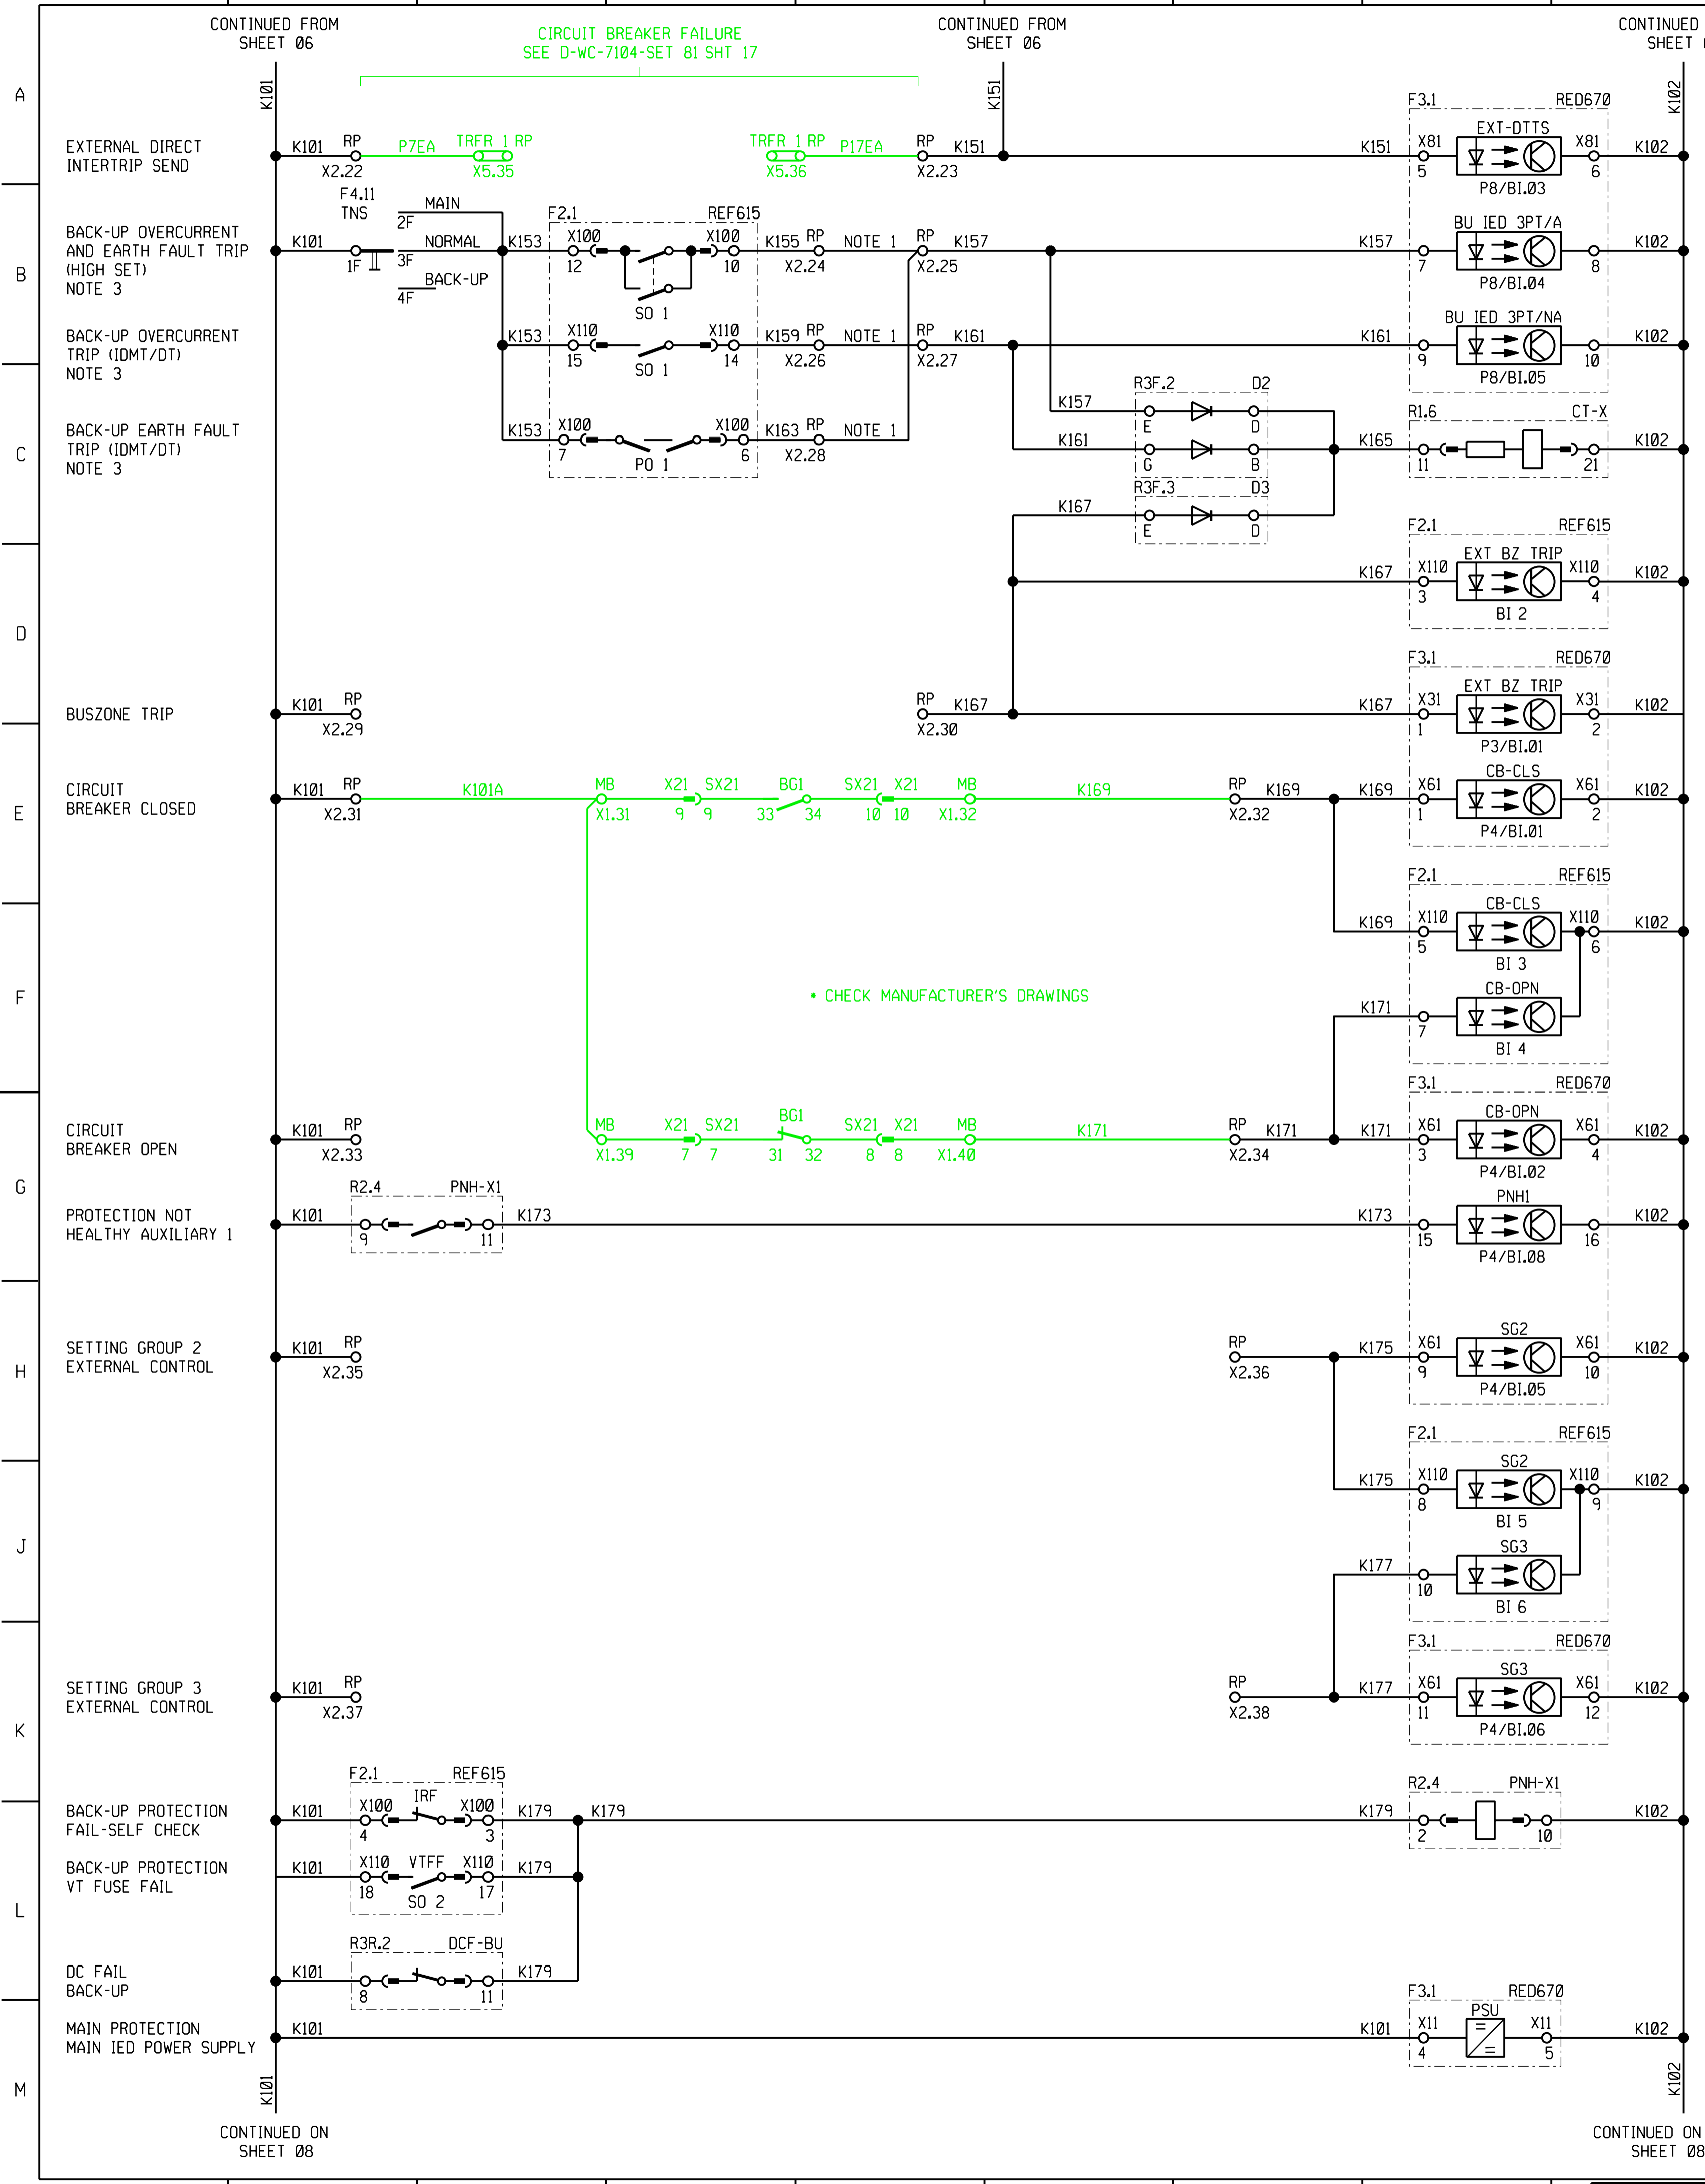 CONTINUED FROM
SHEET 06
CIRCUIT BREAKER FAILURE
SEE D-WC-7104-SET 81 SHT 17
CONTINUED FROM
SHEET 06
CONTINUED
SHEET
A
K101
K151
K102
F3.1 RED670
EXTERNAL DIRECT
INTERTRIP SEND
K101 RP X2.22 P7EA TRFR 1 RP X5.35
TRFR 1 RP X5.36 P17EA RP X2.23 K151
K151 X81 5 EXT-DTTS X81 6 K102
P8/BI.03
F4.11
TNS
MAIN
2F
B
BACK-UP OVERCURRENT
AND EARTH FAULT TRIP
(HIGH SET)
NOTE 3
K101 1F NORMAL 3F K153
BACK-UP
4F
F2.1 REF615
X100 12 X100 10 K155 RP X2.24 NOTE 1 RP X2.25 K157
SO 1
K157 7 BU IED 3PT/A 8 K102
P8/BI.04
BACK-UP OVERCURRENT
TRIP (IDMT/DT)
NOTE 3
K153 X110 15 SO 1 X110 14 K159 RP X2.26 NOTE 1 RP X2.27 K161
K161 9 BU IED 3PT/NA 10 K102
P8/BI.05
C
BACK-UP EARTH FAULT
TRIP (IDMT/DT)
NOTE 3
K153 X100 7 PO 1 X100 6 K163 RP X2.28 NOTE 1
R3F.2 D2
K157 E D
K161 G B
R3F.3 D3
K167 E D
R1.6 CT-X
K165 11 21 K102
D
F2.1 REF615
EXT BZ TRIP
K167 X110 3 X110 4 K102
BI 2
F3.1 RED670
BUSZONE TRIP
K101 RP X2.29
RP X2.30 K167
EXT BZ TRIP
K167 X31 1 X31 2 K102
P3/BI.01
E
CIRCUIT
BREAKER CLOSED
K101 RP X2.31 K101A MB X1.31 X21 9 SX21 9 BG1 33 34 SX21 10 X21 10 MB X1.32 K169 RP X2.32 K169
CB-CLS
K169 X61 1 X61 2 K102
P4/BI.01
F2.1 REF615
CB-CLS
K169 X110 5 X110 6 K102
BI 3
F
• CHECK MANUFACTURER'S DRAWINGS
CB-OPN
K171 7
BI 4
F3.1 RED670
CIRCUIT
BREAKER OPEN
K101 RP X2.33
MB X1.39 X21 7 SX21 7 BG1 31 32 SX21 8 X21 8 MB X1.40 K171 RP X2.34 K171
CB-OPN
K171 X61 3 X61 4 K102
P4/BI.02
G
R2.4 PNH-X1
PROTECTION NOT
HEALTHY AUXILIARY 1
K101 9 11 K173
PNH1
K173 15 16 K102
P4/BI.08
H
SETTING GROUP 2
EXTERNAL CONTROL
K101 RP X2.35
RP X2.36
SG2
K175 X61 9 X61 10 K102
P4/BI.05
F2.1 REF615
SG2
K175 X110 8 X110 9 K102
BI 5
J
SG3
K177 10
BI 6
F3.1 RED670
SETTING GROUP 3
EXTERNAL CONTROL
K101 RP X2.37
RP X2.38
SG3
K177 X61 11 X61 12 K102
P4/BI.06
K
F2.1 REF615
R2.4 PNH-X1
BACK-UP PROTECTION
FAIL-SELF CHECK
K101 X100 4 IRF X100 3 K179 K179
K179 2 10 K102
BACK-UP PROTECTION
VT FUSE FAIL
K101 X110 18 VTFF X110 17 K179
SO 2
L
R3R.2 DCF-BU
DC FAIL
BACK-UP
K101 8 11 K179
F3.1 RED670
MAIN PROTECTION
MAIN IED POWER SUPPLY
K101
K101 X11 4 PSU X11 5 K102
M
K101
K102
CONTINUED ON
SHEET 08
CONTINUED ON
SHEET 08